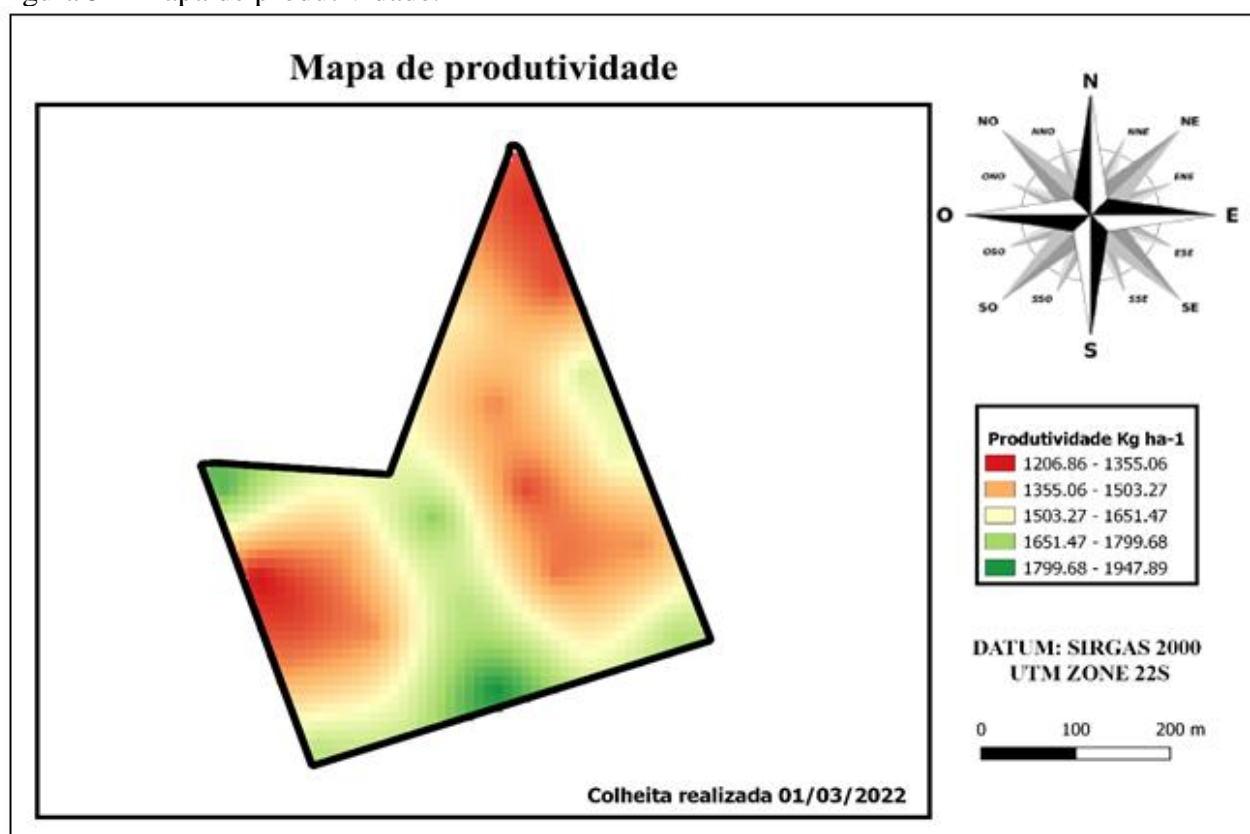 Mapa de produtividade
N
NO
NNO
NNE
NE
ONO
ENE
O
E
OSO
ESE
SO
SSO
SSE
SE
S
Produtividade Kg ha-1
1206.86 - 1355.06
1355.06 - 1503.27
1503.27 - 1651.47
1651.47 - 1799.68
1799.68 - 1947.89
DATUM: SIRGAS 2000
UTM ZONE 22S
0 100 200 m
Colheita realizada 01/03/2022